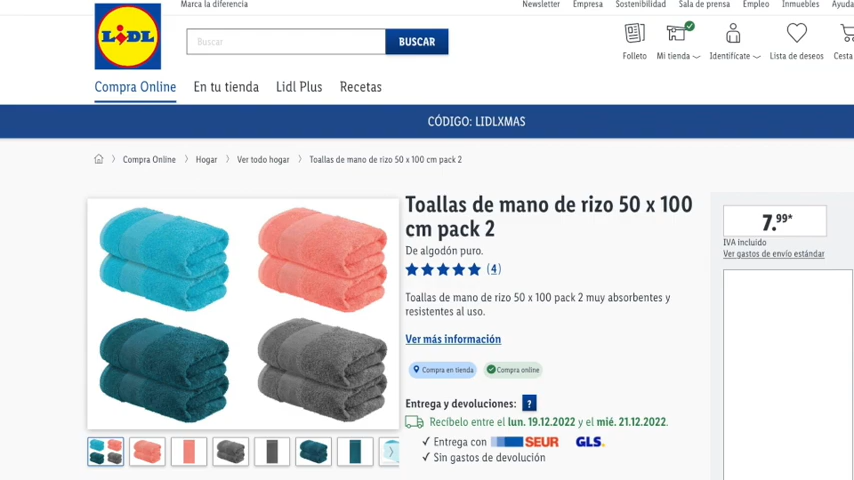 Marca la diferencia
Newsletter Empresa Sostenibilidad Sala de prensa Empleo Inmuebles Ayuda
LIDL
Buscar
BUSCAR
Folleto Mi tienda Identifícate Lista de deseos Cesta
Compra Online En tu tienda Lidl Plus Recetas
CÓDIGO: LIDLXMAS
Compra Online Hogar Ver todo hogar Toallas de mano de rizo 50 x 100 cm pack 2
Toallas de mano de rizo 50 x 100
cm pack 2
De algodón puro.
(4)
Toallas de mano de rizo 50 x 100 pack 2 muy absorbentes y
resistentes al uso.
Ver más información
Compra en tienda Compra online
Entrega y devoluciones: ?
Recíbelo entre el lun. 19.12.2022 y el mié. 21.12.2022.
✓ Entrega con SEUR GLS.
✓ Sin gastos de devolución
7.99*
IVA incluido
Ver gastos de envío estándar